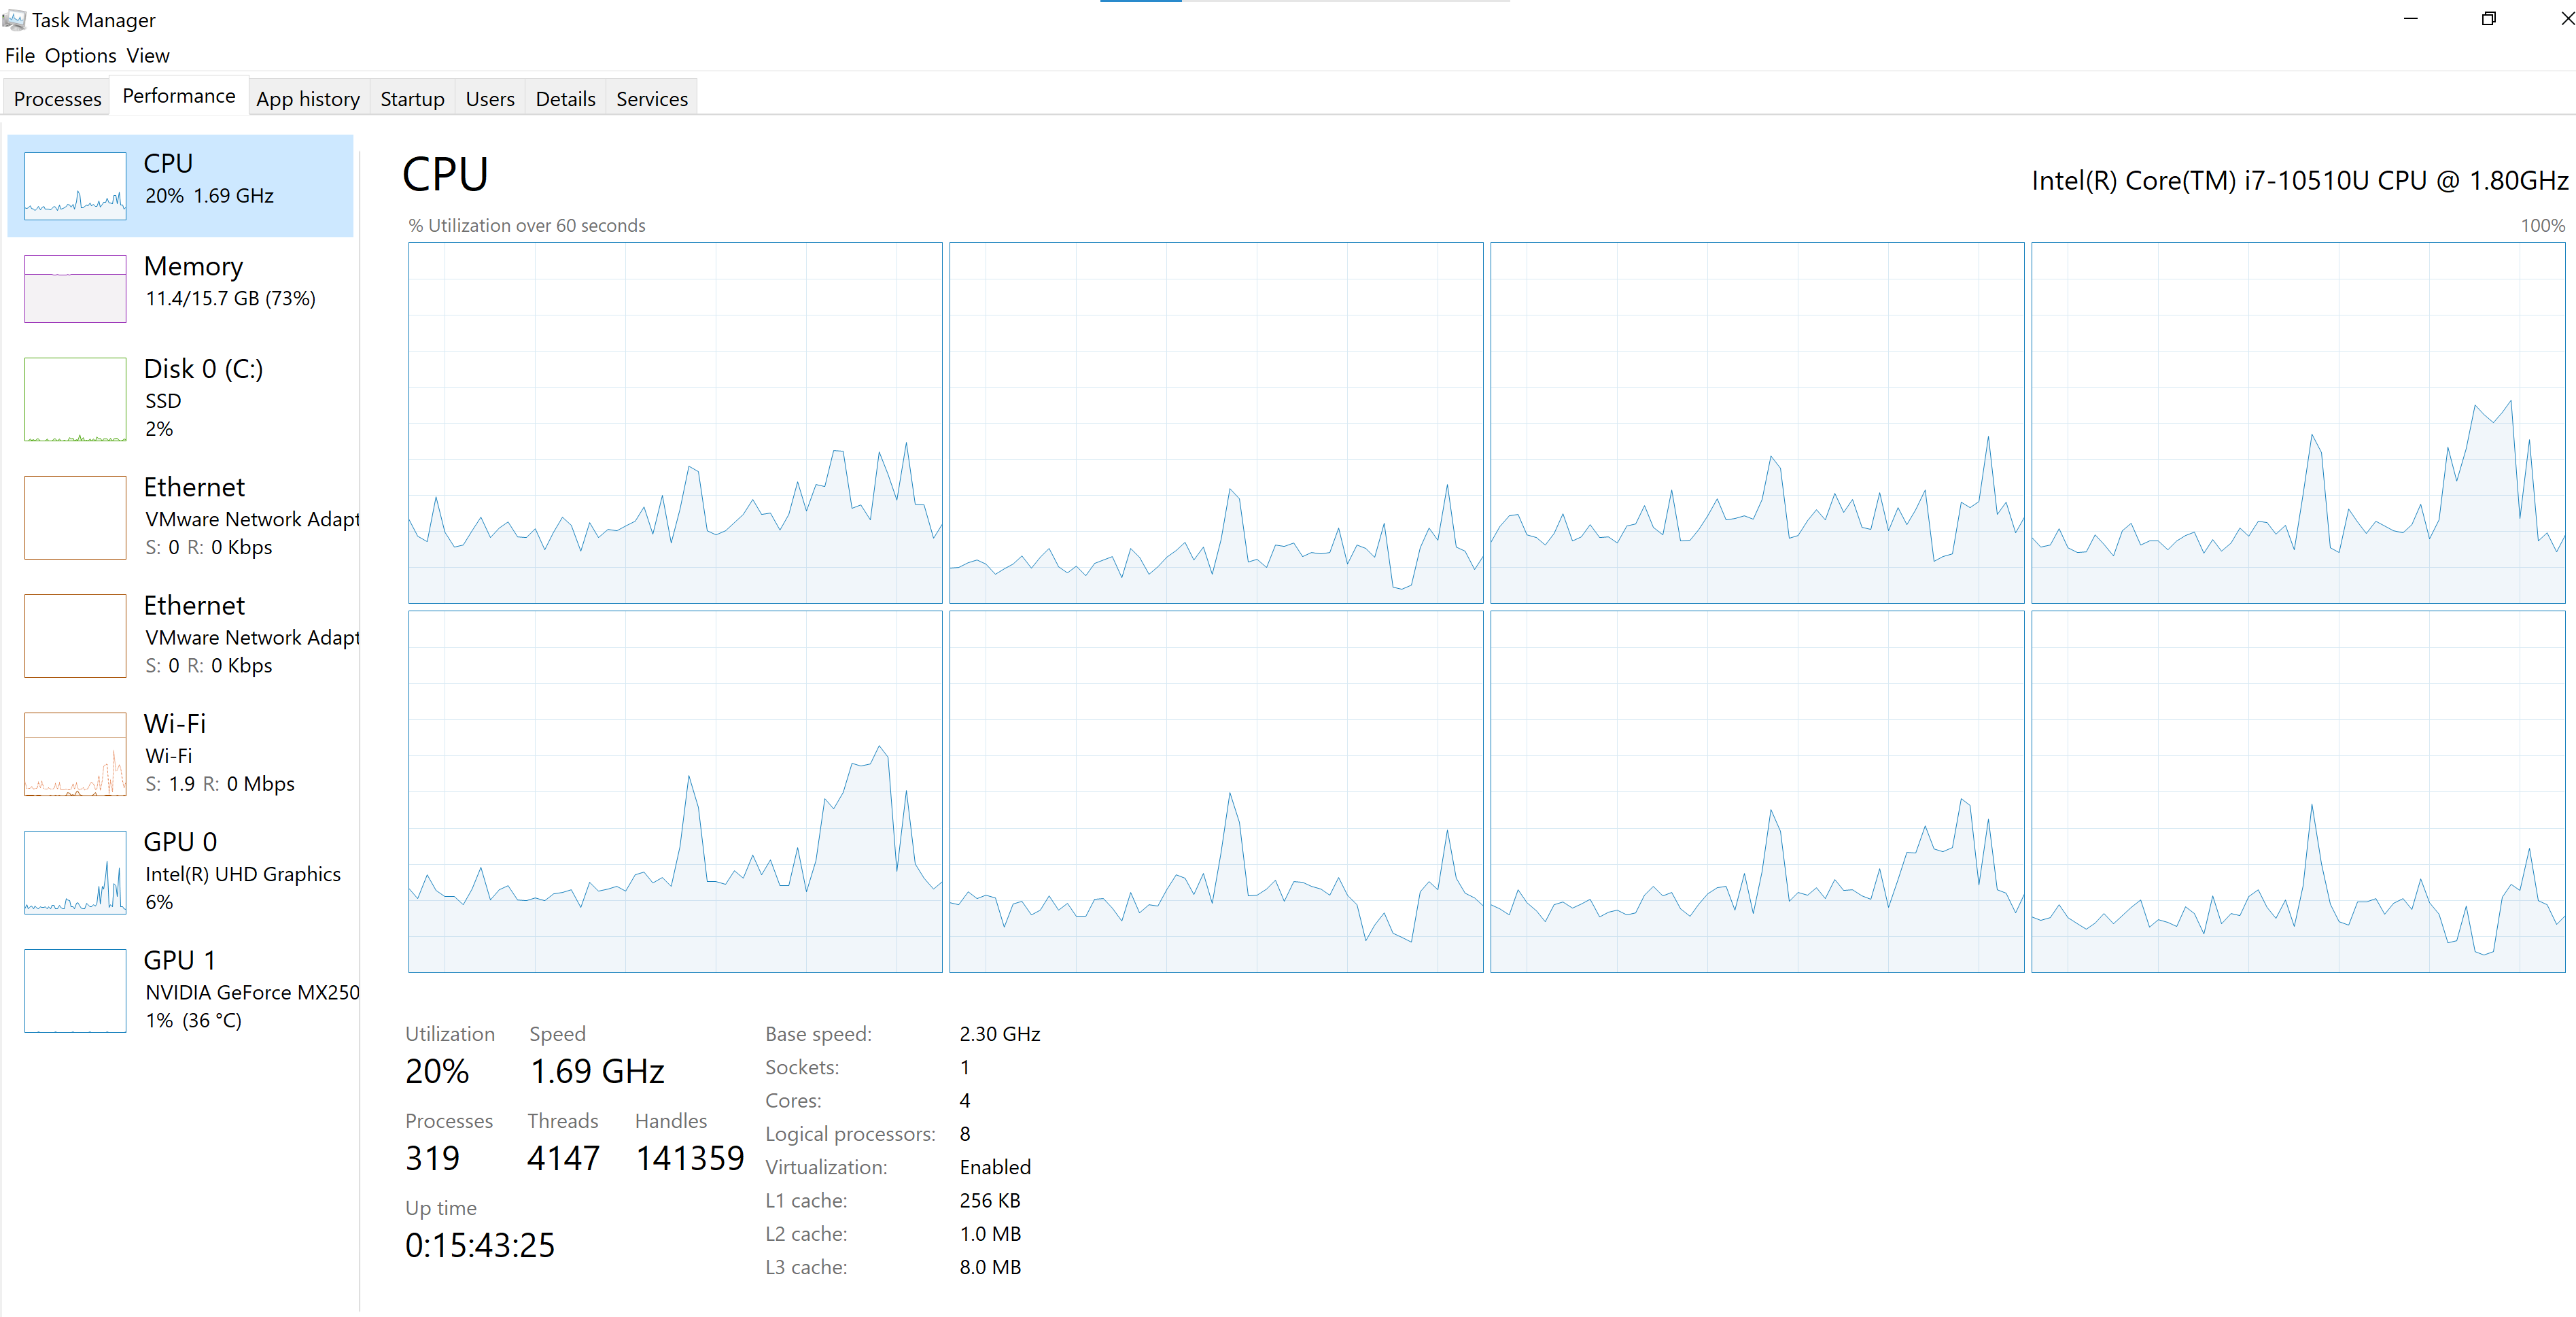 Task Manager
File Options View
Processes Performance App history Startup Users Details Services
CPU
20% 1.69 GHz
Memory
11.4/15.7 GB (73%)
Disk 0 (C:)
SSD
2%
Ethernet
VMware Network Adapt
S: 0 R: 0 Kbps
Ethernet
VMware Network Adapt
S: 0 R: 0 Kbps
Wi-Fi
Wi-Fi
S: 1.9 R: 0 Mbps
GPU 0
Intel(R) UHD Graphics
6%
GPU 1
NVIDIA GeForce MX250
1% (36 °C)
CPU
Intel(R) Core(TM) i7-10510U CPU @ 1.80GHz
% Utilization over 60 seconds
100%
Utilization Speed
20% 1.69 GHz
Processes Threads Handles
319 4147 141359
Up time
0:15:43:25
Base speed: 2.30 GHz
Sockets: 1
Cores: 4
Logical processors: 8
Virtualization: Enabled
L1 cache: 256 KB
L2 cache: 1.0 MB
L3 cache: 8.0 MB